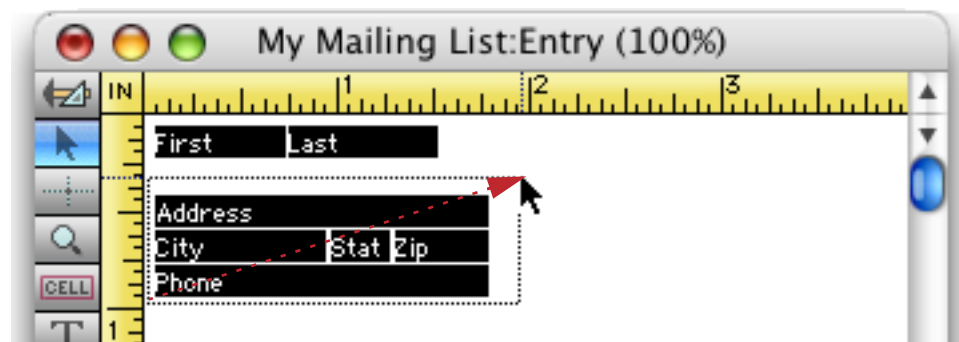 My Mailing List:Entry (100%)
IN 1 2 3
First Last
Address
City Stat Zip
CELL Phone
T 1